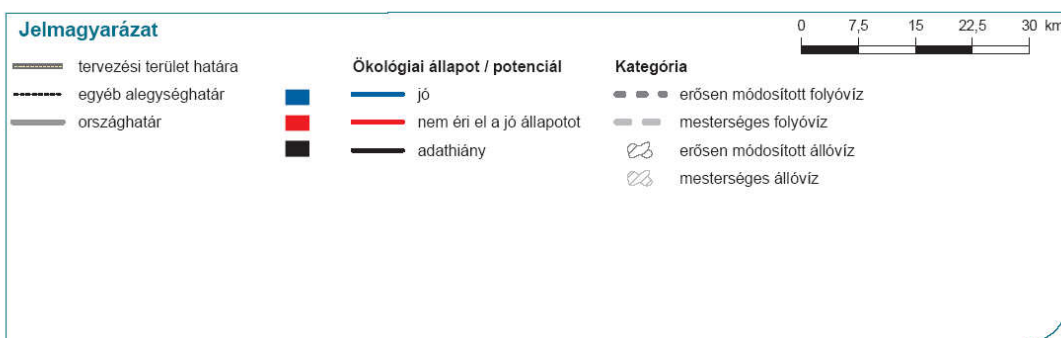 Jelmagyarázat
0 7,5 15 22,5 30 km
tervezési terület határa
egyéb alegységhatár
országhatár
Ökológiai állapot / potenciál
jó
nem éri el a jó állapotot
adathiány
Kategória
erősen módosított folyóvíz
mesterséges folyóvíz
erősen módosított állóvíz
mesterséges állóvíz